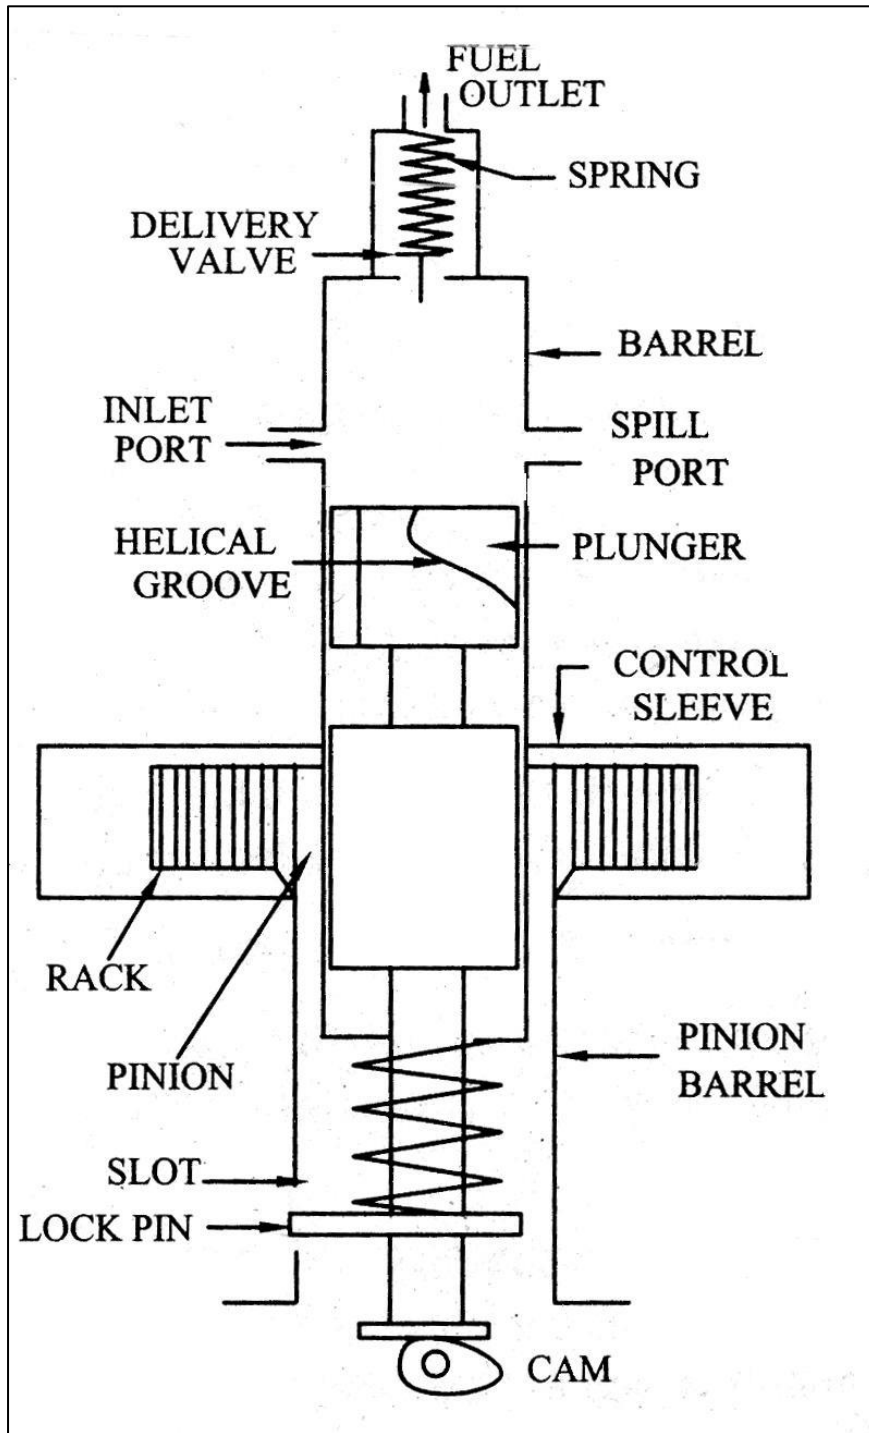 FUEL
OUTLET
SPRING
DELIVERY
VALVE
BARREL
INLET
PORT
SPILL
PORT
HELICAL
GROOVE
PLUNGER
CONTROL
SLEEVE
RACK
PINION
PINION
BARREL
SLOT
LOCK PIN
CAM